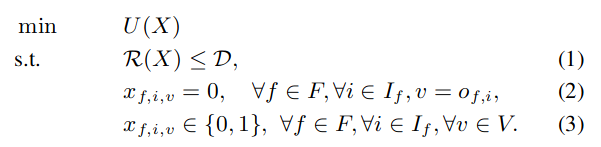 min U(X)
s.t. ℛ(X) ≤ 𝒟, (1)
x_{f,i,v} = 0, ∀f ∈ F, ∀i ∈ I_f, v = o_{f,i}, (2)
x_{f,i,v} ∈ {0, 1}, ∀f ∈ F, ∀i ∈ I_f, ∀v ∈ V. (3)